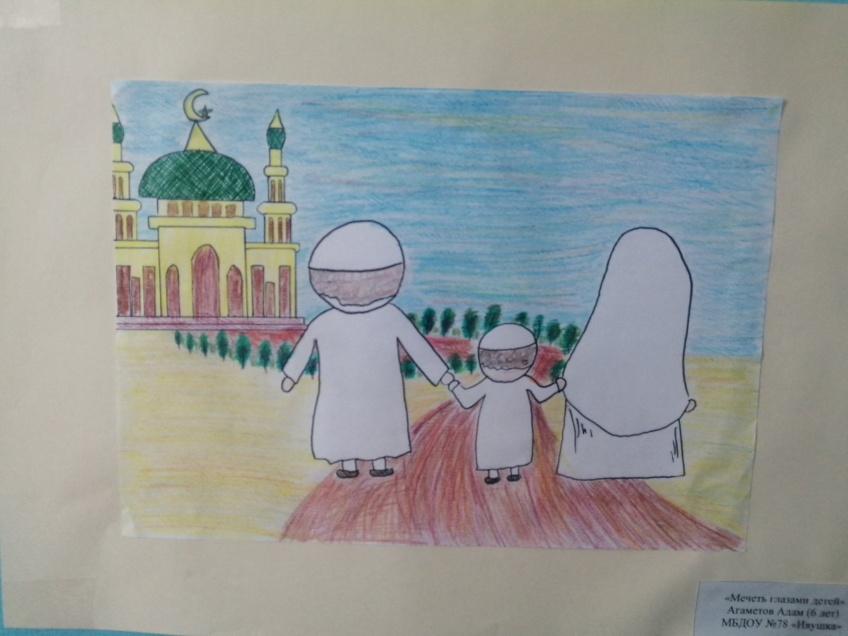 «Мечеть глазами детей»
Агаметов Адам (6 лет)
МБДОУ №78 «Ивушка»